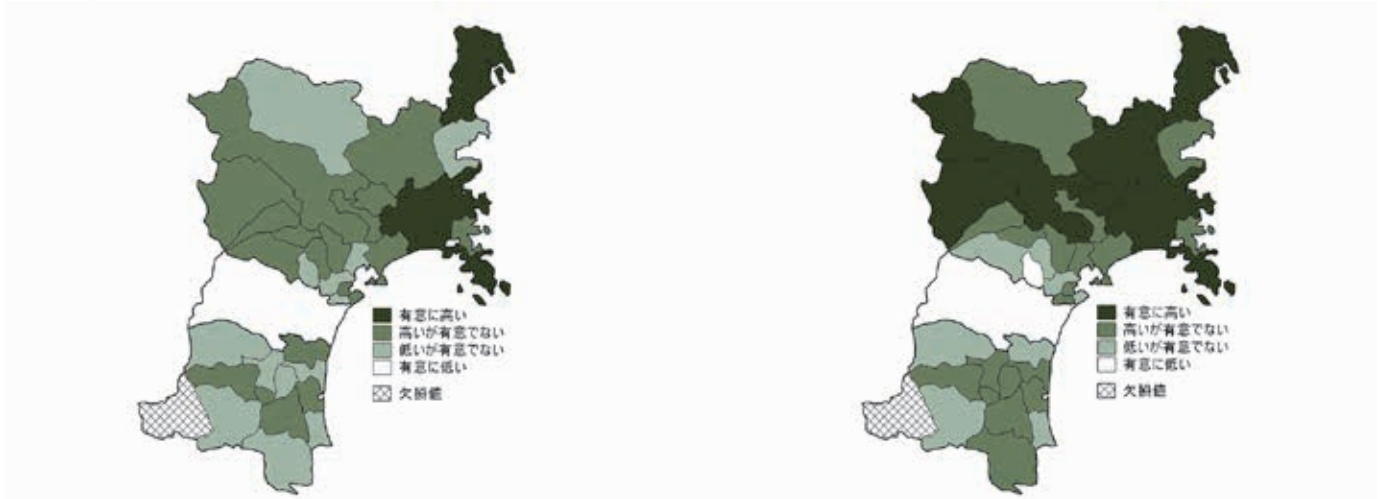 有意に高い
高いが有意でない
低いが有意でない
有意に低い
欠損値
有意に高い
高いが有意でない
低いが有意でない
有意に低い
欠損値